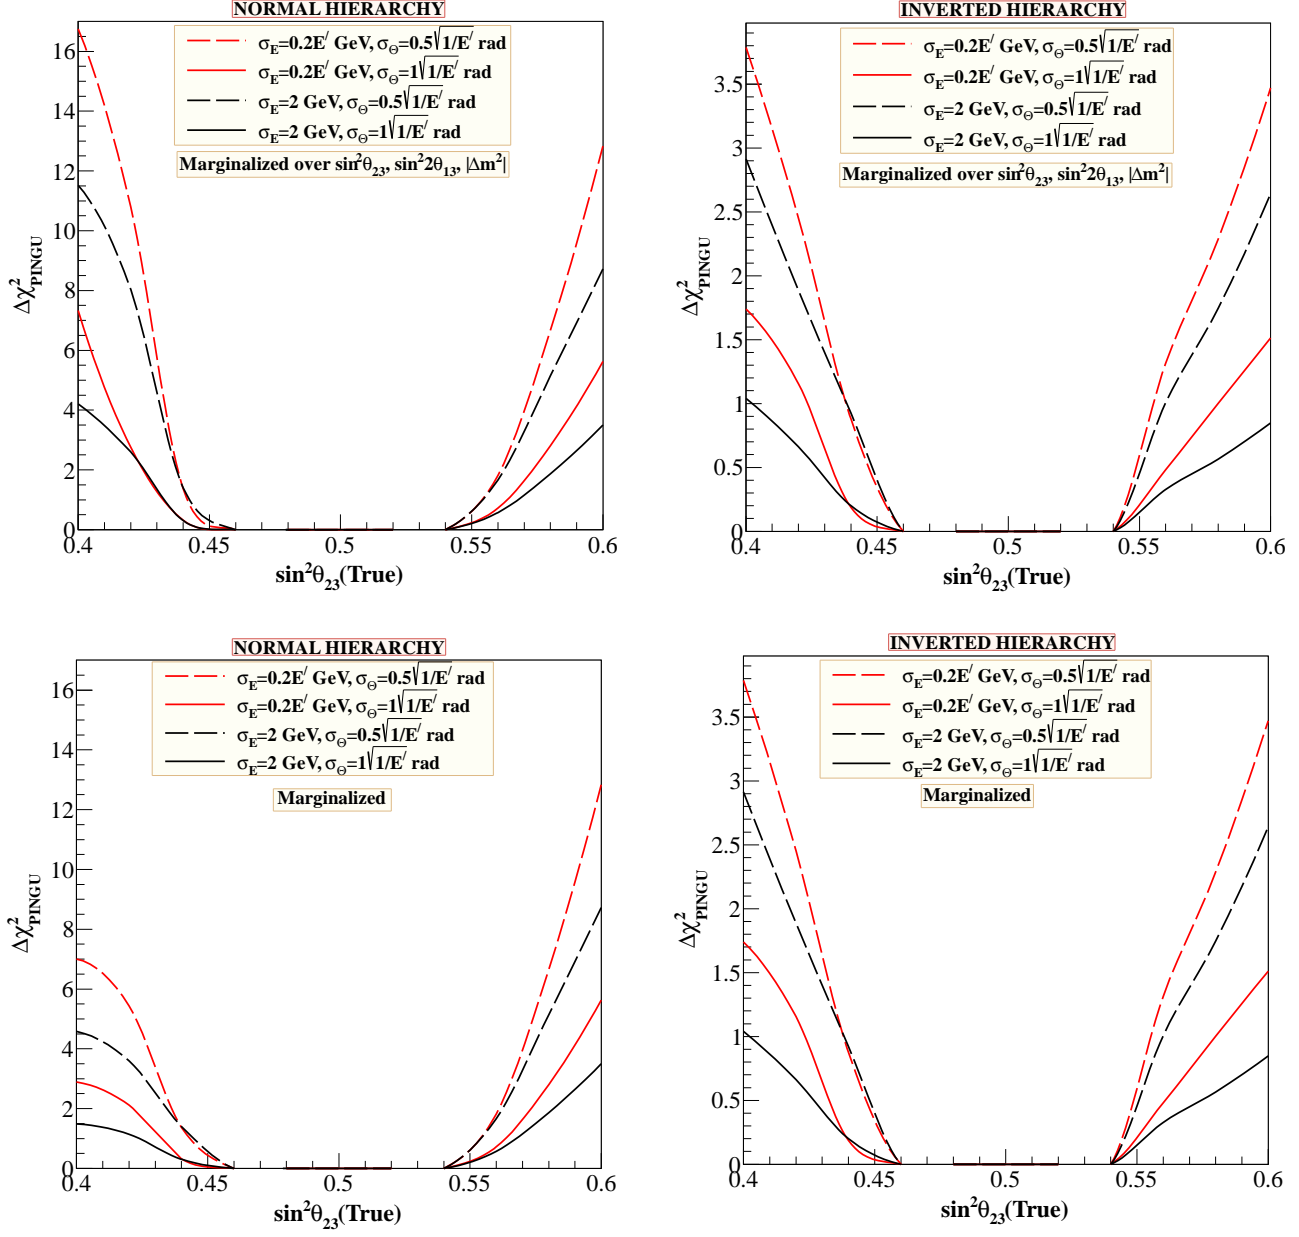 NORMAL HIERARCHY
σE=0.2E′ GeV, σΘ=0.5√1/E′ rad
σE=0.2E′ GeV, σΘ=1√1/E′ rad
σE=2 GeV, σΘ=0.5√1/E′ rad
σE=2 GeV, σΘ=1√1/E′ rad
Marginalized over sin²θ23, sin²2θ13, |Δm²|
16
14
12
10
8
6
4
2
0
Δχ²PINGU
0.4 0.45 0.5 0.55 0.6
sin²θ23(True)
INVERTED HIERARCHY
σE=0.2E′ GeV, σΘ=0.5√1/E′ rad
σE=0.2E′ GeV, σΘ=1√1/E′ rad
σE=2 GeV, σΘ=0.5√1/E′ rad
σE=2 GeV, σΘ=1√1/E′ rad
Marginalized over sin²θ23, sin²2θ13, |Δm²|
3.5
3
2.5
2
1.5
1
0.5
0
Δχ²PINGU
0.4 0.45 0.5 0.55 0.6
sin²θ23(True)
NORMAL HIERARCHY
σE=0.2E′ GeV, σΘ=0.5√1/E′ rad
σE=0.2E′ GeV, σΘ=1√1/E′ rad
σE=2 GeV, σΘ=0.5√1/E′ rad
σE=2 GeV, σΘ=1√1/E′ rad
Marginalized
16
14
12
10
8
6
4
2
0
Δχ²PINGU
0.4 0.45 0.5 0.55 0.6
sin²θ23(True)
INVERTED HIERARCHY
σE=0.2E′ GeV, σΘ=0.5√1/E′ rad
σE=0.2E′ GeV, σΘ=1√1/E′ rad
σE=2 GeV, σΘ=0.5√1/E′ rad
σE=2 GeV, σΘ=1√1/E′ rad
Marginalized
3.5
3
2.5
2
1.5
1
0.5
0
Δχ²PINGU
0.4 0.45 0.5 0.55 0.6
sin²θ23(True)